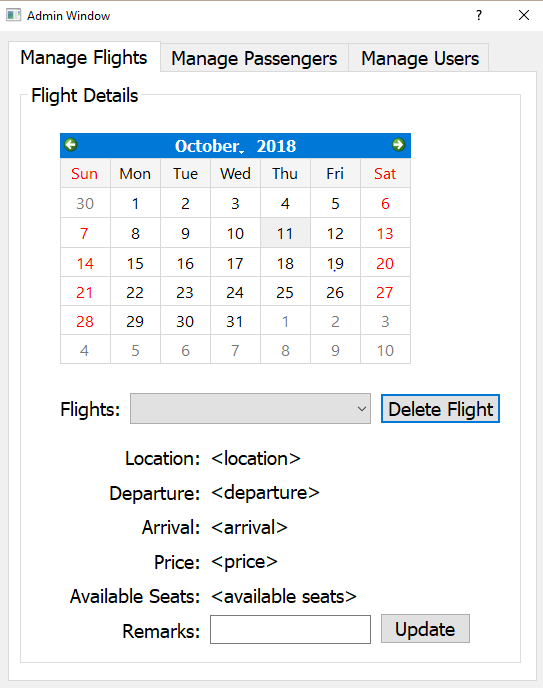 Admin Window ?
Manage Flights Manage Passengers Manage Users
Flight Details
October, 2018
Sun Mon Tue Wed Thu Fri Sat
30 1 2 3 4 5 6
7 8 9 10 11 12 13
14 15 16 17 18 19 20
21 22 23 24 25 26 27
28 29 30 31 1 2 3
4 5 6 7 8 9 10
Flights: Delete Flight
Location: <location>
Departure: <departure>
Arrival: <arrival>
Price: <price>
Available Seats: <available seats>
Remarks: Update